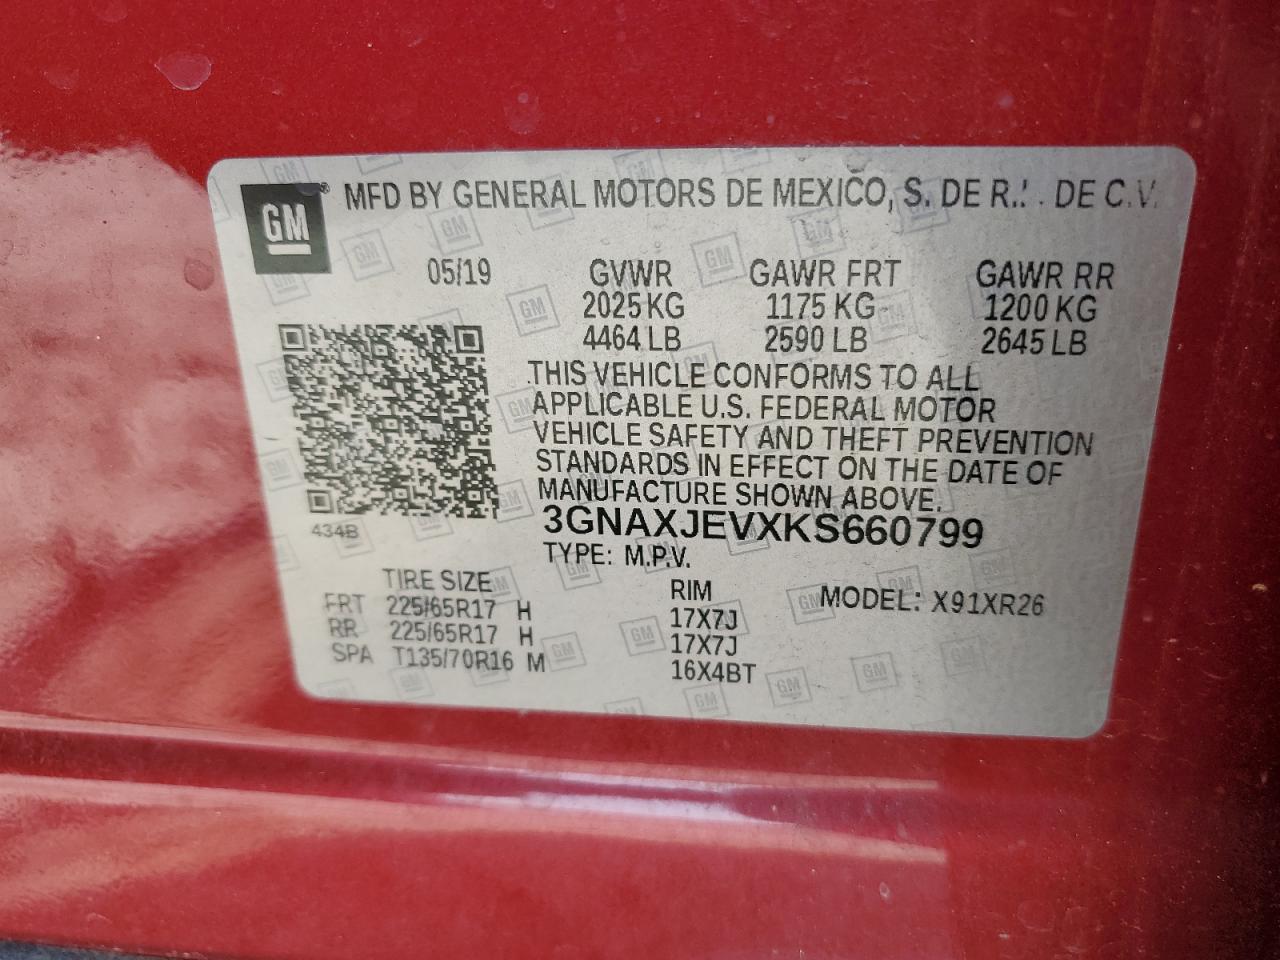 GM ® MFD BY GENERAL MOTORS DE MEXICO, S. DE R. DE C.V.
05/19 GVWR GAWR FRT GAWR RR
2025 KG 1175 KG 1200 KG
4464 LB 2590 LB 2645 LB
THIS VEHICLE CONFORMS TO ALL
APPLICABLE U.S. FEDERAL MOTOR
VEHICLE SAFETY AND THEFT PREVENTION
STANDARDS IN EFFECT ON THE DATE OF
MANUFACTURE SHOWN ABOVE.
3GNAXJEVXKS660799
434B
TYPE: M.P.V.
TIRE SIZE RIM MODEL: X91XR26
FRT 225/65R17 H 17X7J
RR 225/65R17 H 17X7J
SPA T135/70R16 M 16X4BT